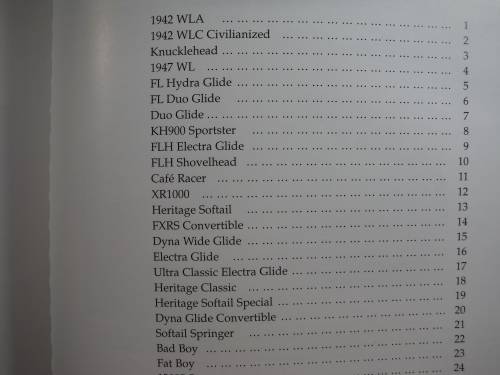 1942 WLA ... ... ... ... ... ... ... ... ... ... ... ... ... ... ... 1
1942 WLC Civilianized ... ... ... ... ... ... ... ... ... ... ... 2
Knucklehead ... ... ... ... ... ... ... ... ... ... ... ... ... ... ... 3
1947 WL ... ... ... ... ... ... ... ... ... ... ... ... ... ... ... ... 4
FL Hydra Glide ... ... ... ... ... ... ... ... ... ... ... ... ... ... 5
FL Duo Glide ... ... ... ... ... ... ... ... ... ... ... ... ... ... 6
Duo Glide ... ... ... ... ... ... ... ... ... ... ... ... ... ... ... ... 7
KH900 Sportster ... ... ... ... ... ... ... ... ... ... ... ... ... 8
FLH Electra Glide ... ... ... ... ... ... ... ... ... ... ... ... ... 9
FLH Shovelhead ... ... ... ... ... ... ... ... ... ... ... ... ... 10
Café Racer ... ... ... ... ... ... ... ... ... ... ... ... ... ... ... 11
XR1000 ... ... ... ... ... ... ... ... ... ... ... ... ... ... ... ... 12
Heritage Softail ... ... ... ... ... ... ... ... ... ... ... ... ... 13
FXRS Convertible ... ... ... ... ... ... ... ... ... ... ... ... ... 14
Dyna Wide Glide ... ... ... ... ... ... ... ... ... ... ... ... ... 15
Electra Glide ... ... ... ... ... ... ... ... ... ... ... ... ... ... 16
Ultra Classic Electra Glide ... ... ... ... ... ... ... ... ... ... 17
Heritage Classic ... ... ... ... ... ... ... ... ... ... ... ... ... 18
Heritage Softail Special ... ... ... ... ... ... ... ... ... ... ... 19
Dyna Glide Convertible ... ... ... ... ... ... ... ... ... ... ... 20
Softail Springer ... ... ... ... ... ... ... ... ... ... ... ... ... 21
Bad Boy ... ... ... ... ... ... ... ... ... ... ... ... ... ... ... ... 22
Fat Boy ... ... ... ... ... ... ... ... ... ... ... ... ... ... ... ... 23
24